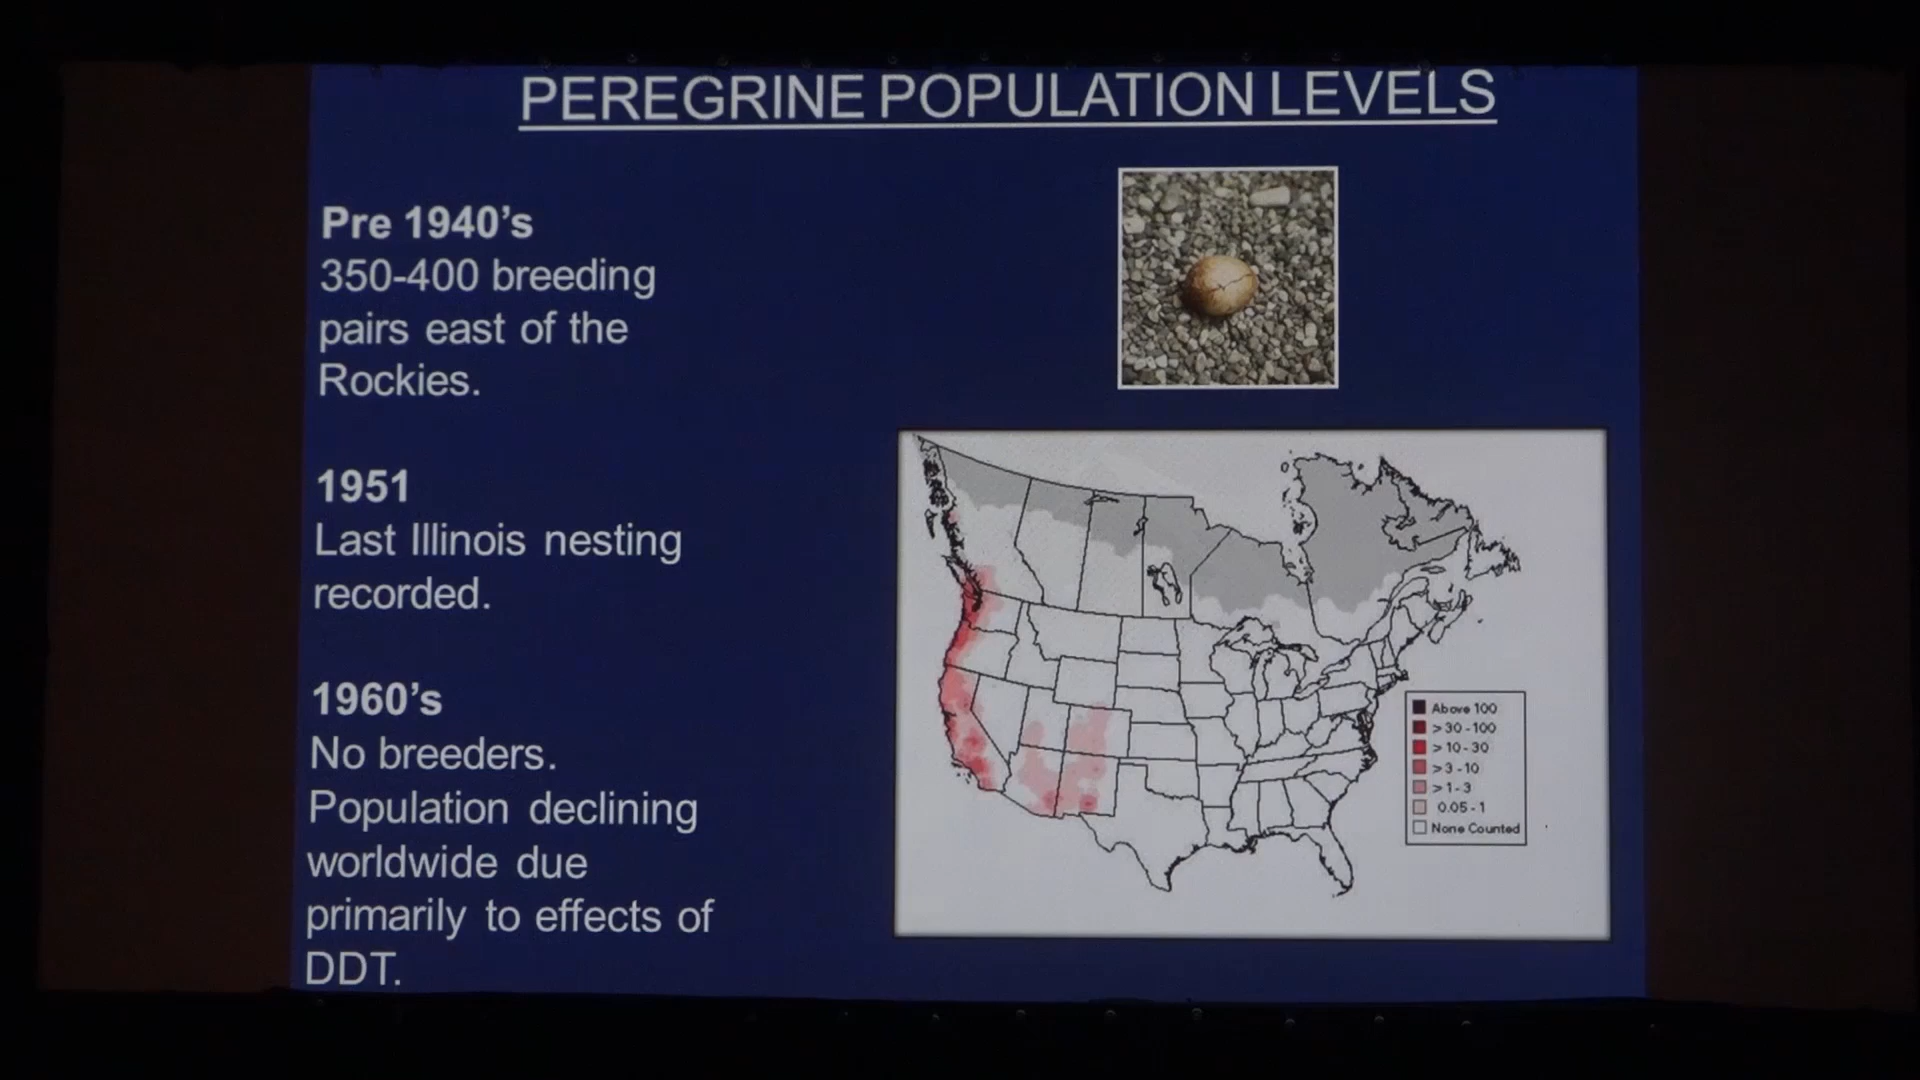 PEREGRINE POPULATION LEVELS
Pre 1940’s
350-400 breeding
pairs east of the
Rockies.
1951
Last Illinois nesting
recorded.
1960’s
No breeders.
Population declining
worldwide due
primarily to effects of
DDT.
Above 100
>30-100
>10-30
>3-10
>1-3
0.05-1
None Counted